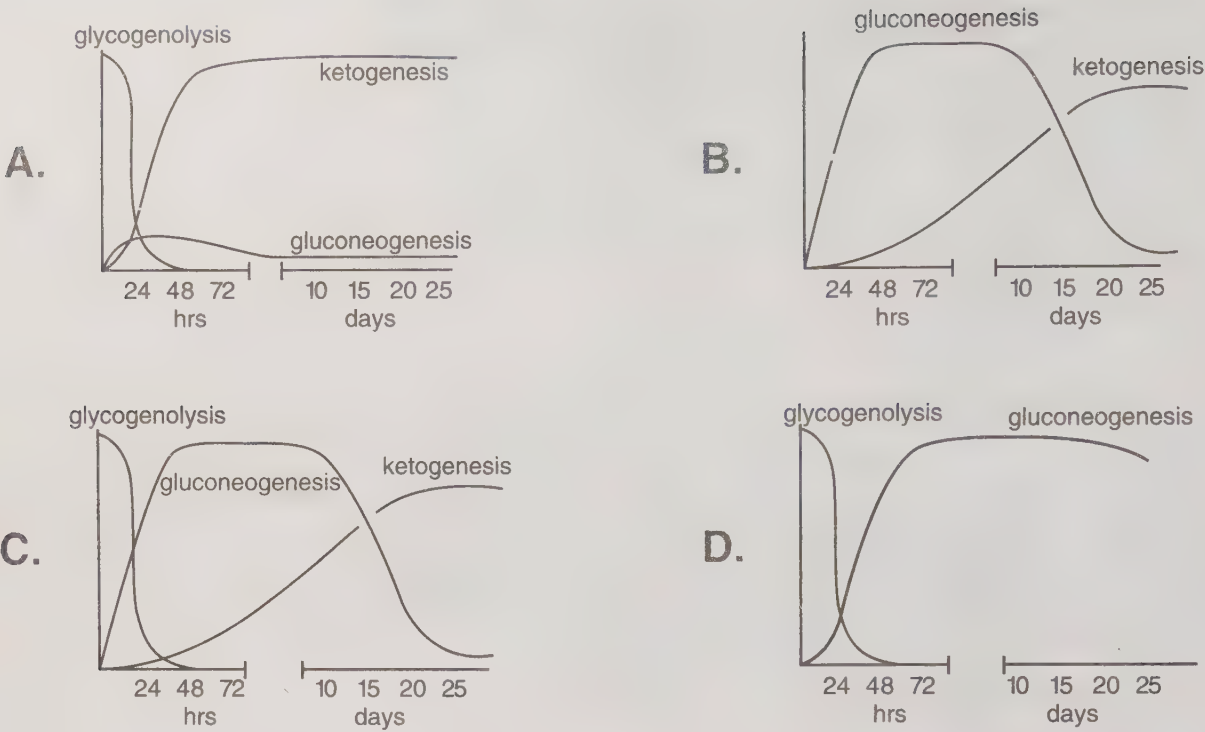 A.
glycogenolysis
ketogenesis
gluconeogenesis
24 48 72
hrs
10 15 20 25
days
B.
gluconeogenesis
ketogenesis
24 48 72
hrs
10 15 20 25
days
C.
glycogenolysis
gluconeogenesis
ketogenesis
24 48 72
hrs
10 15 20 25
days
D.
glycogenolysis
gluconeogenesis
24 48 72
hrs
10 15 20 25
days